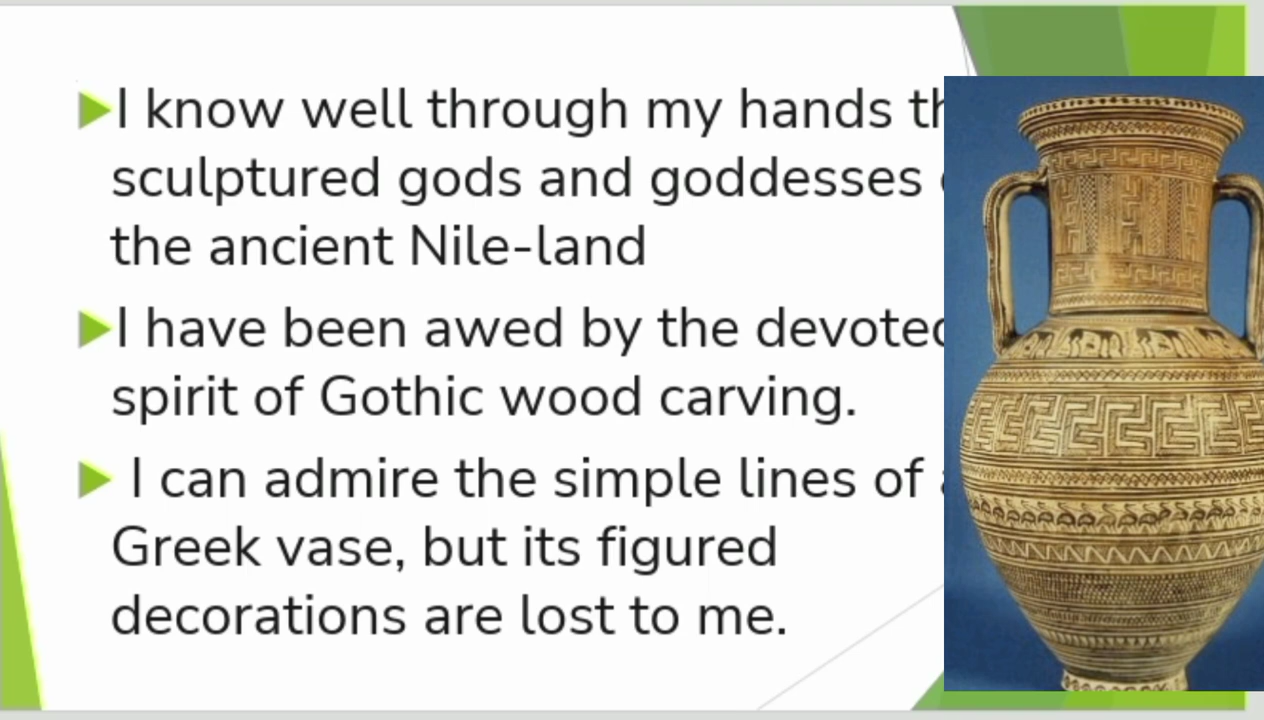 I know well through my hands
sculptured gods and goddesses
the ancient Nile-land
I have been awed by the devoted
spirit of Gothic wood carving.
I can admire the simple lines of
Greek vase, but its figured
decorations are lost to me.